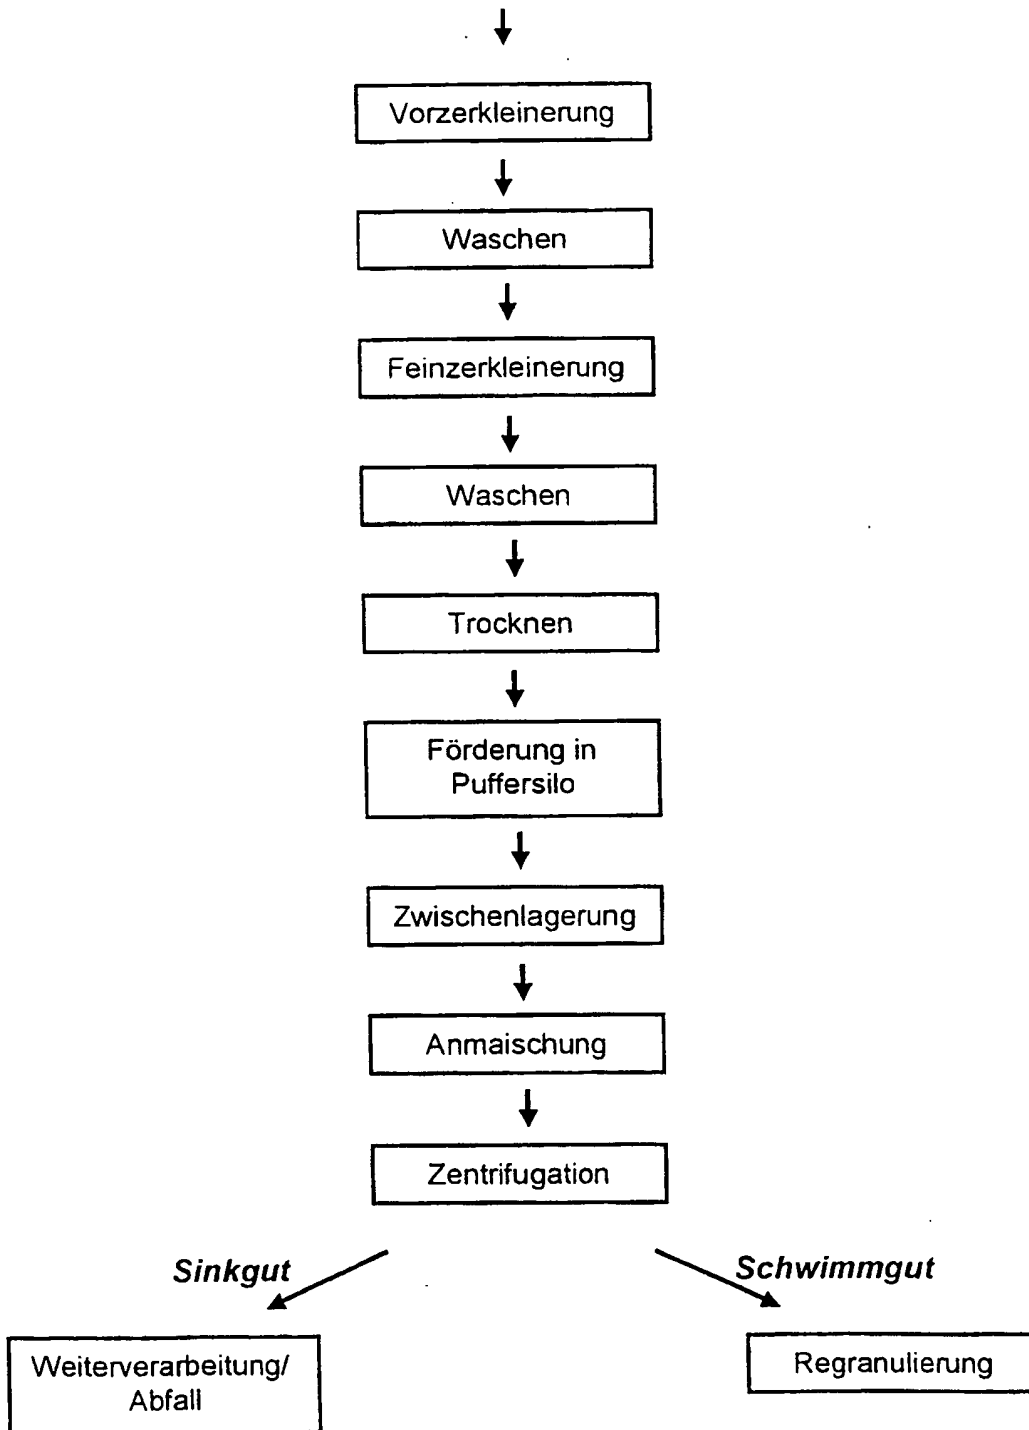 Vorzerkleinerung
Waschen
Feinzerkleinerung
Waschen
Trocknen
Förderung in
Puffersilo
Zwischenlagerung
Anmaischung
Zentrifugation
Sinkgut
Schwimmgut
Weiterverarbeitung/
Abfall
Regranulierung